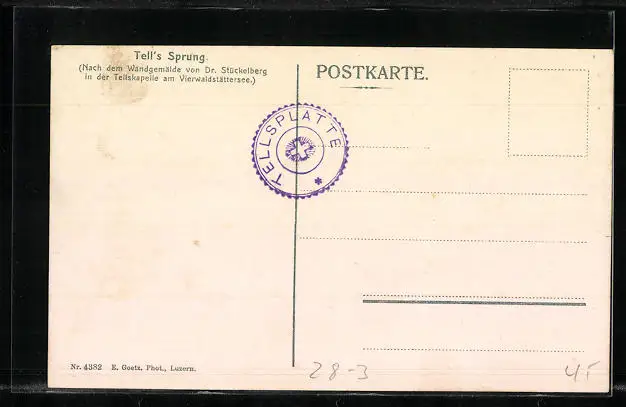 Tell's Sprung.
(Nach dem Wandgemälde von Dr. Stückelberg
in der Tellskapelle am Vierwaldstättersee.)
POSTKARTE.
TELLSPLATTE
Nr. 4382 E. Goetz, Phot., Luzern.
28-3